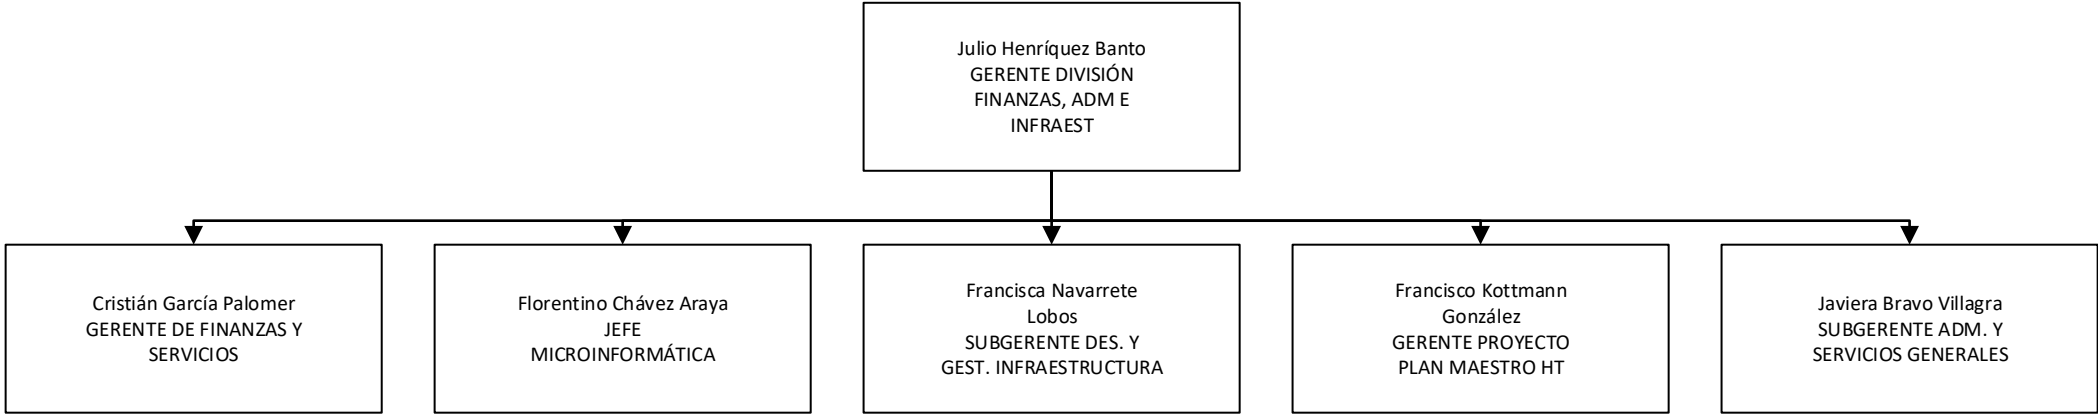 Julio Henríquez Banto
GERENTE DIVISIÓN
FINANZAS, ADM E
INFRAEST
Cristián García Palomer
GERENTE DE FINANZAS Y
SERVICIOS
Florentino Chávez Araya
JEFE
MICROINFORMÁTICA
Francisca Navarrete
Lobos
SUBGERENTE DES. Y
GEST. INFRAESTRUCTURA
Francisco Kottmann
González
GERENTE PROYECTO
PLAN MAESTRO HT
Javiera Bravo Villagra
SUBGERENTE ADM. Y
SERVICIOS GENERALES